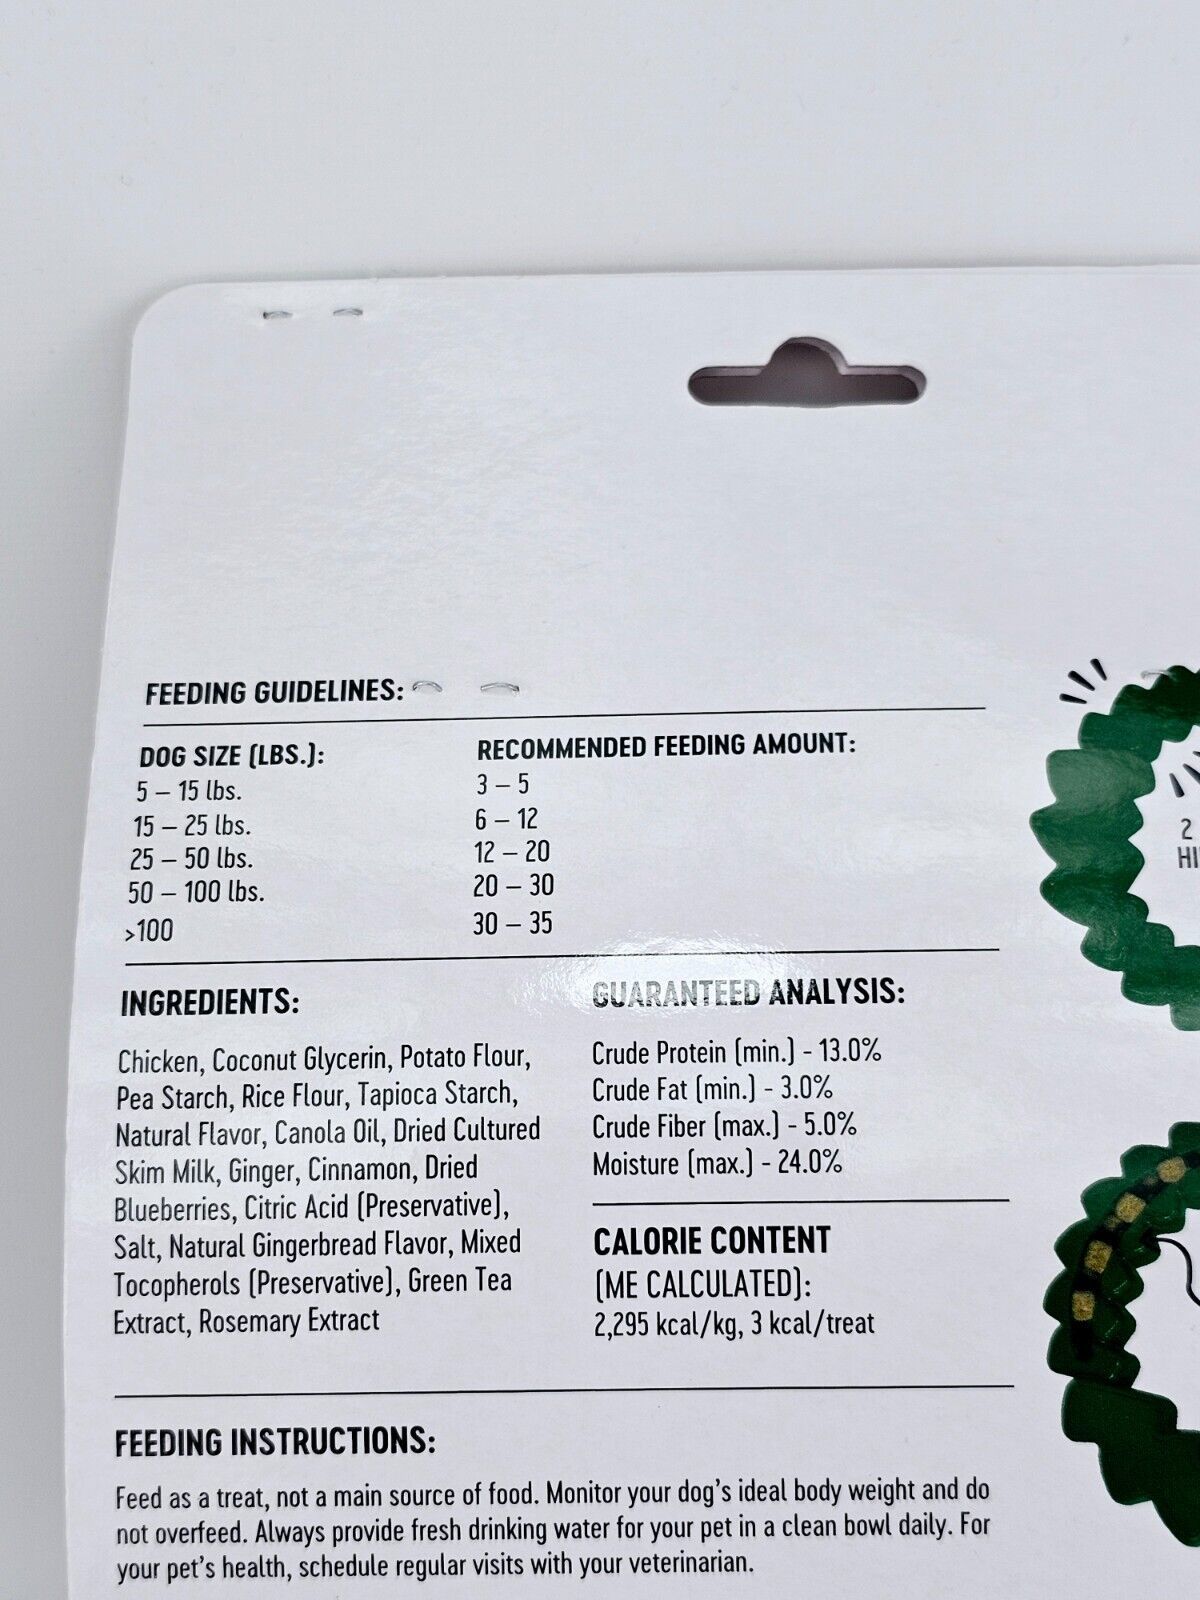 FEEDING GUIDELINES:
DOG SIZE (LBS.):
RECOMMENDED FEEDING AMOUNT:
5 – 15 lbs.
3 – 5
15 – 25 lbs.
6 – 12
25 – 50 lbs.
12 – 20
50 – 100 lbs.
20 – 30
>100
30 – 35
INGREDIENTS:
Chicken, Coconut Glycerin, Potato Flour,
Pea Starch, Rice Flour, Tapioca Starch,
Natural Flavor, Canola Oil, Dried Cultured
Skim Milk, Ginger, Cinnamon, Dried
Blueberries, Citric Acid (Preservative),
Salt, Natural Gingerbread Flavor, Mixed
Tocopherols (Preservative), Green Tea
Extract, Rosemary Extract
GUARANTEED ANALYSIS:
Crude Protein (min.) - 13.0%
Crude Fat (min.) - 3.0%
Crude Fiber (max.) - 5.0%
Moisture (max.) - 24.0%
CALORIE CONTENT
(ME CALCULATED):
2,295 kcal/kg, 3 kcal/treat
FEEDING INSTRUCTIONS:
Feed as a treat, not a main source of food. Monitor your dog's ideal body weight and do
not overfeed. Always provide fresh drinking water for your pet in a clean bowl daily. For
your pet's health, schedule regular visits with your veterinarian.
2